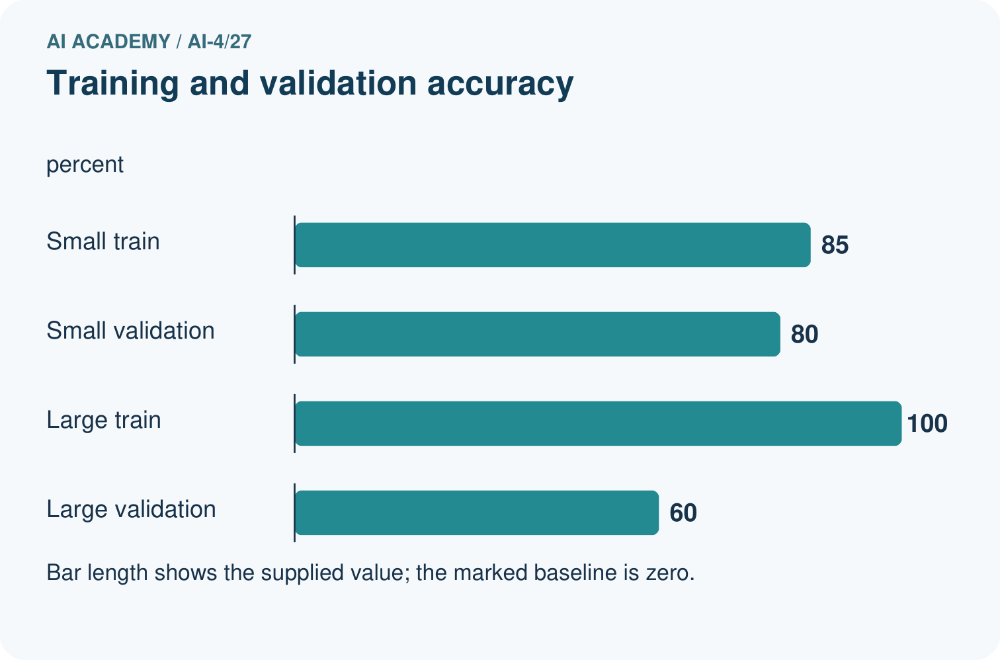 AI ACADEMY / AI-4/27
Training and validation accuracy
percent
Small train 85
Small validation 80
Large train 100
Large validation 60
Bar length shows the supplied value; the marked baseline is zero.